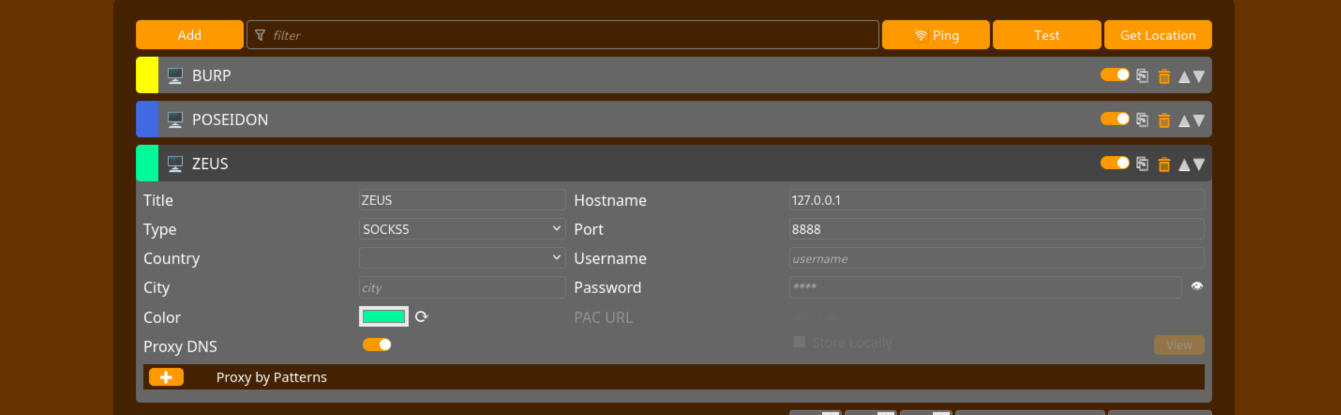 Add filter Ping Test Get Location
BURP
POSEIDON
ZEUS
Title ZEUS Hostname 127.0.0.1
Type SOCKS5 Port 8888
Country Username username
City city Password ****
Color PAC URL
Store Locally
Proxy DNS View
Proxy by Patterns